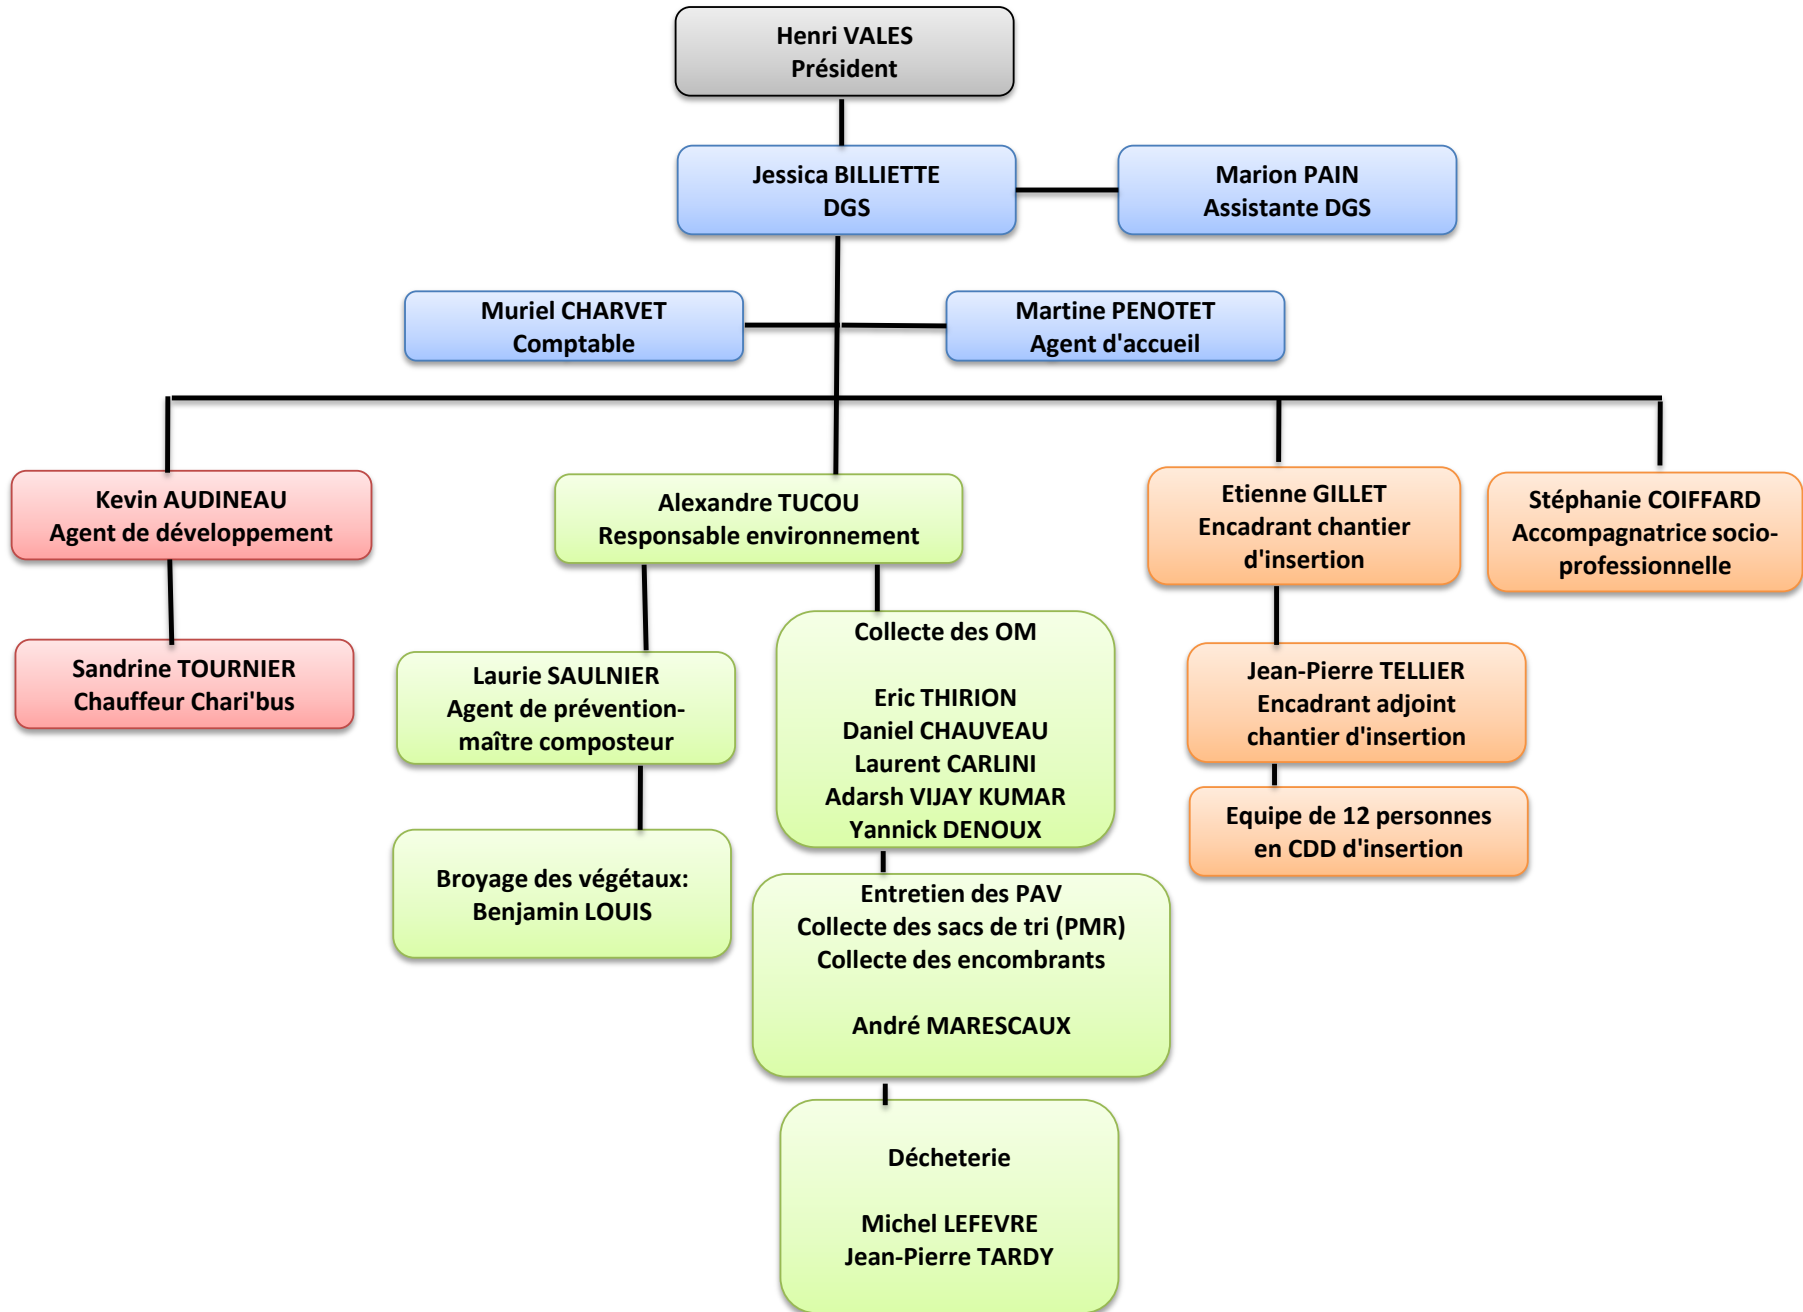 Henri VALES
Président
Jessica BILLIETTE
DGS
Marion PAIN
Assistante DGS
Muriel CHARVET
Comptable
Martine PENOTET
Agent d'accueil
Kevin AUDINEAU
Agent de développement
Alexandre TUCOU
Responsable environnement
Etienne GILLET
Encadrant chantier
d'insertion
Stéphanie COIFFARD
Accompagnatrice socio-
professionnelle
Sandrine TOURNIER
Chauffeur Chari'bus
Laurie SAULNIER
Agent de prévention-
maître composteur
Collecte des OM
Eric THIRION
Daniel CHAUVEAU
Laurent CARLINI
Adarsh VIJAY KUMAR
Yannick DENOUX
Jean-Pierre TELLIER
Encadrant adjoint
chantier d'insertion
Equipe de 12 personnes
en CDD d'insertion
Broyage des végétaux:
Benjamin LOUIS
Entretien des PAV
Collecte des sacs de tri (PMR)
Collecte des encombrants
André MARESCAUX
Décheterie
Michel LEFEVRE
Jean-Pierre TARDY